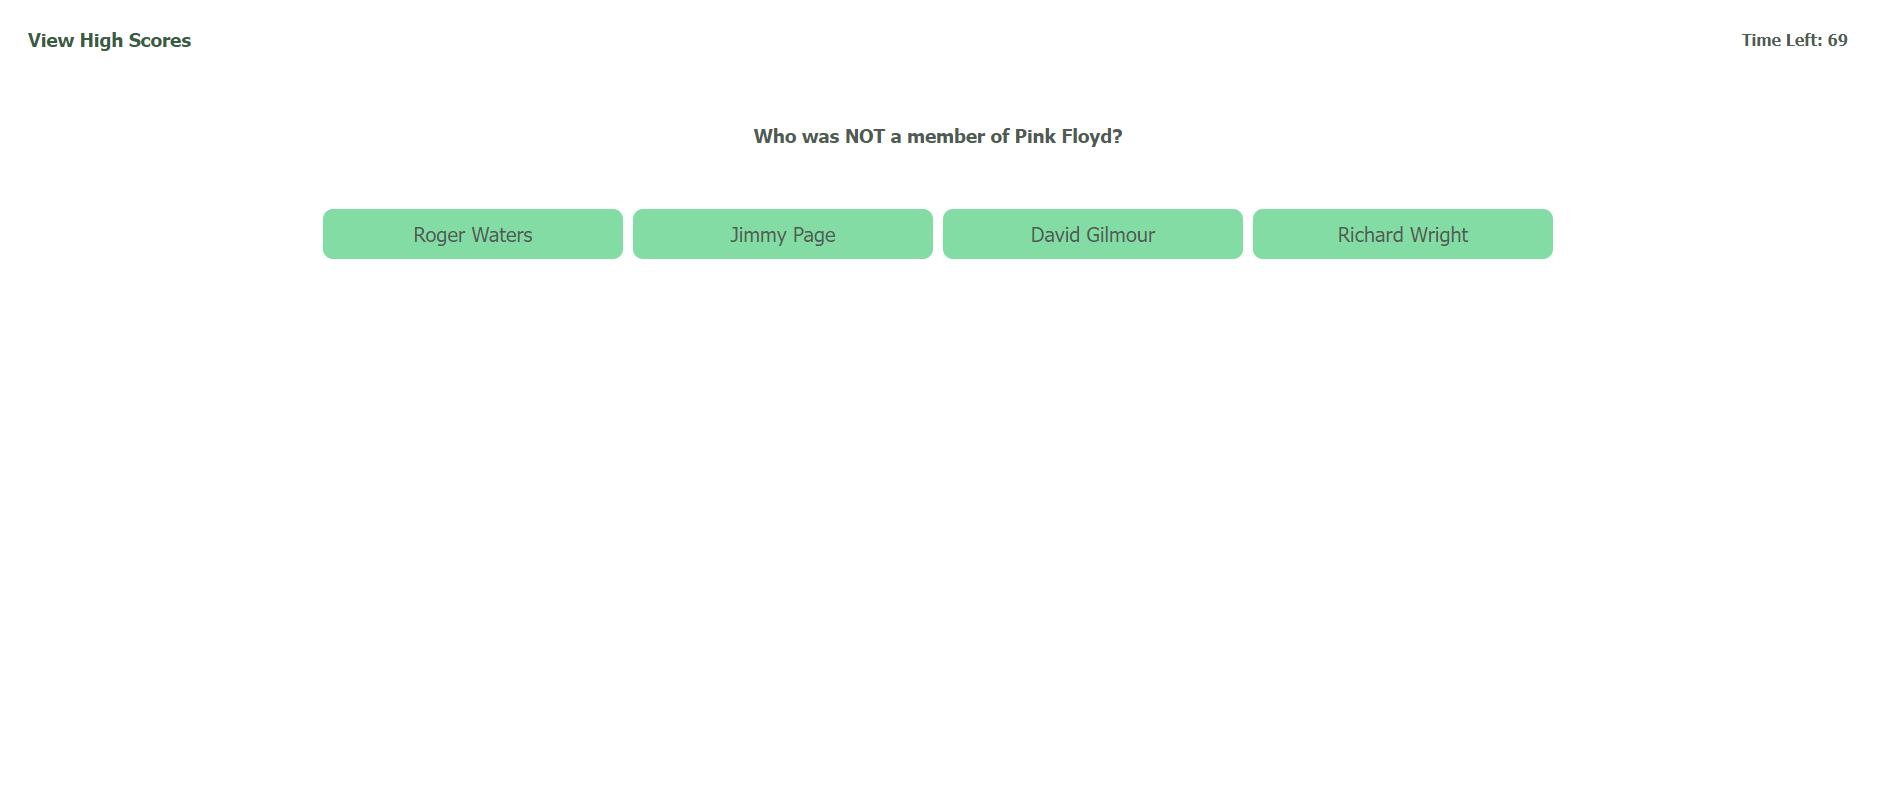 View High Scores
Time Left: 69
Who was NOT a member of Pink Floyd?
Roger Waters
Jimmy Page
David Gilmour
Richard Wright